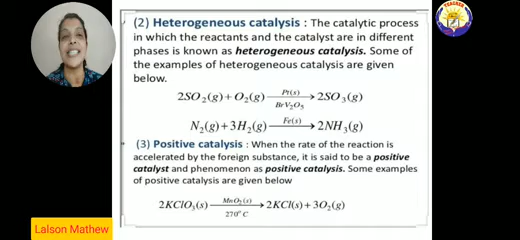 (2) Heterogeneous catalysis : The catalytic process
in which the reactants and the catalyst are in different
phases is known as heterogeneous catalysis. Some of
the examples of heterogeneous catalysis are given
below.
2SO₂(g)+O₂(g) —Pt(s)/BrV₂O₅→ 2SO₃(g)
N₂(g)+3H₂(g) —Fe(s)→ 2NH₃(g)
(3) Positive catalysis : When the rate of the reaction is
accelerated by the foreign substance, it is said to be a positive
catalyst and phenomenon as positive catalysis. Some examples
of positive catalysis are given below
2KClO₃(s) —MnO₂(s)/270°C→ 2KCl(s)+3O₂(g)
Lalson Mathew